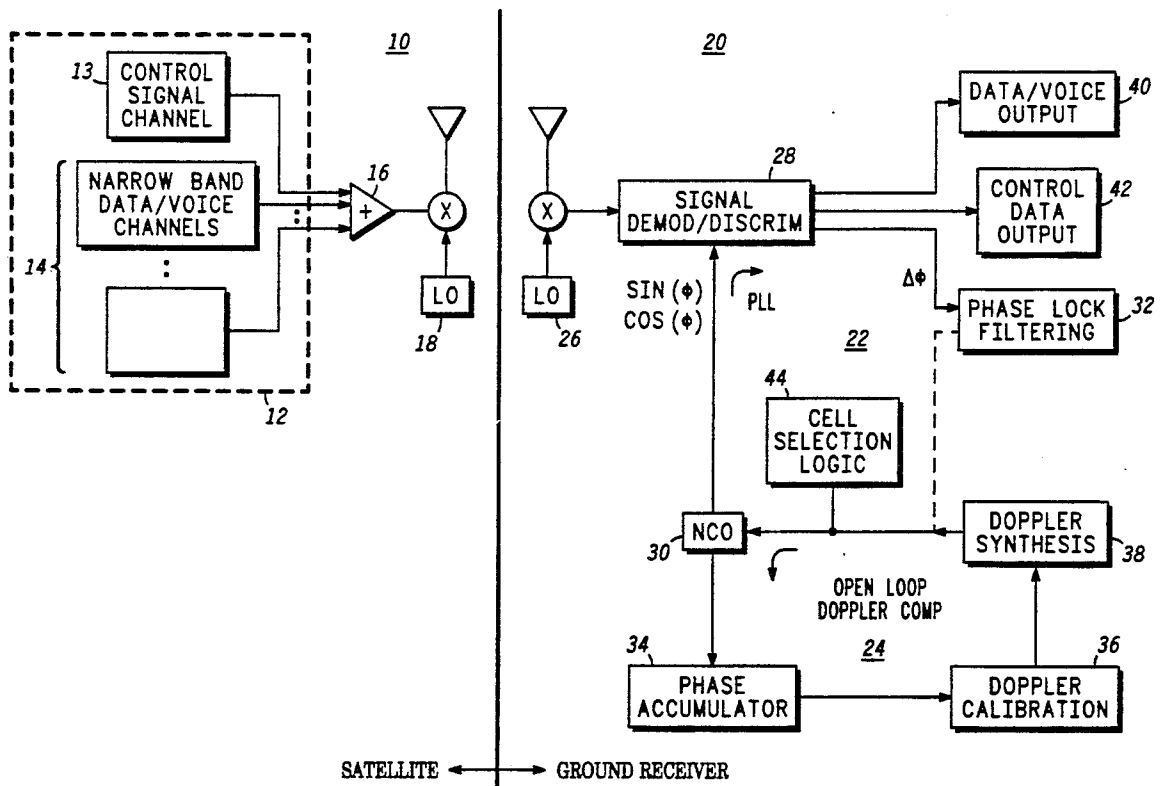 10
20
13
CONTROL
SIGNAL
CHANNEL
14
NARROW BAND
DATA/VOICE
CHANNELS
16
+
X
LO
18
12
X
LO
26
28
SIGNAL
DEMOD/DISCRIM
DATA/VOICE
OUTPUT
40
CONTROL
DATA
OUTPUT
42
SIN (ϕ)
COS (ϕ)
PLL
Δϕ
PHASE LOCK
FILTERING
32
22
44
CELL
SELECTION
LOGIC
NCO
30
DOPPLER
SYNTHESIS
38
OPEN LOOP
DOPPLER COMP
24
34
PHASE
ACCUMULATOR
36
DOPPLER
CALIBRATION
SATELLITE
GROUND RECEIVER